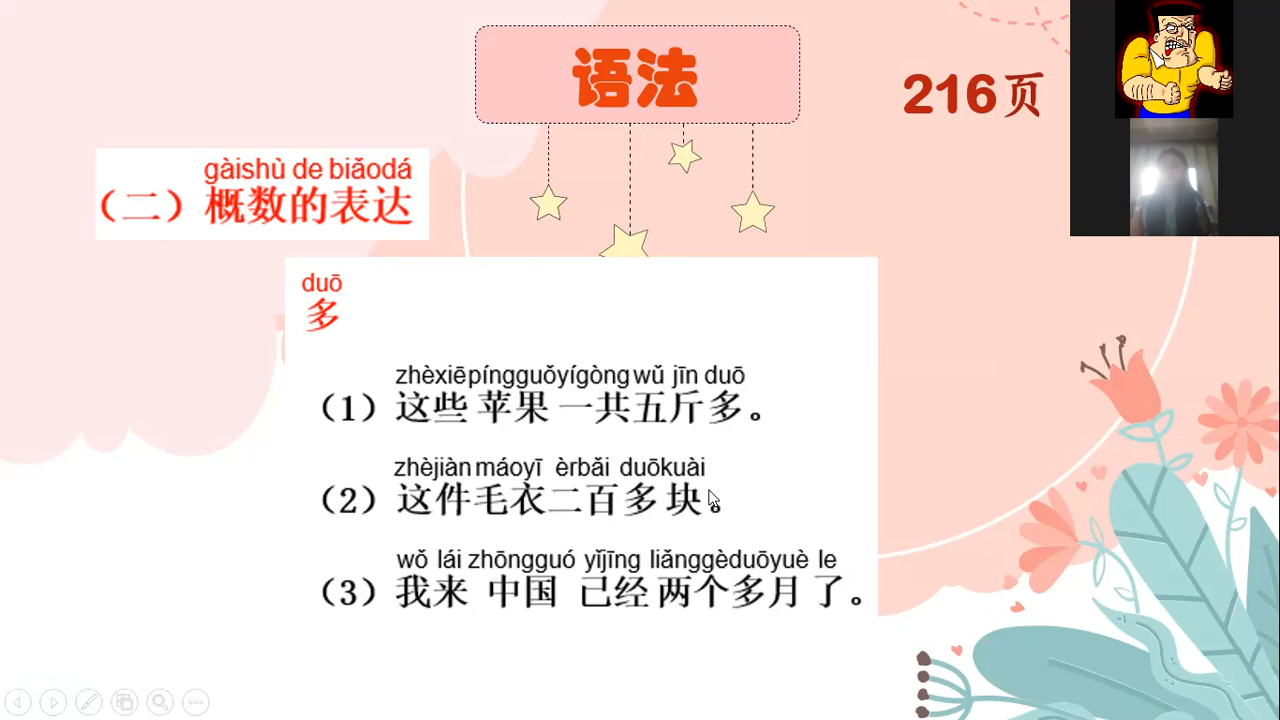 语法
216页
gàishù de biǎodá
（二）概数的表达
duō
多
zhèxiēpíngguǒyígòng wǔ jīn duō
（1）这些苹果一共五斤多。
zhèjiàn máoyī èrbǎi duōkuài
（2）这件毛衣二百多块。
wǒ lái zhōngguó yǐjīng liǎnggèduōyuè le
（3）我来中国已经两个多月了。